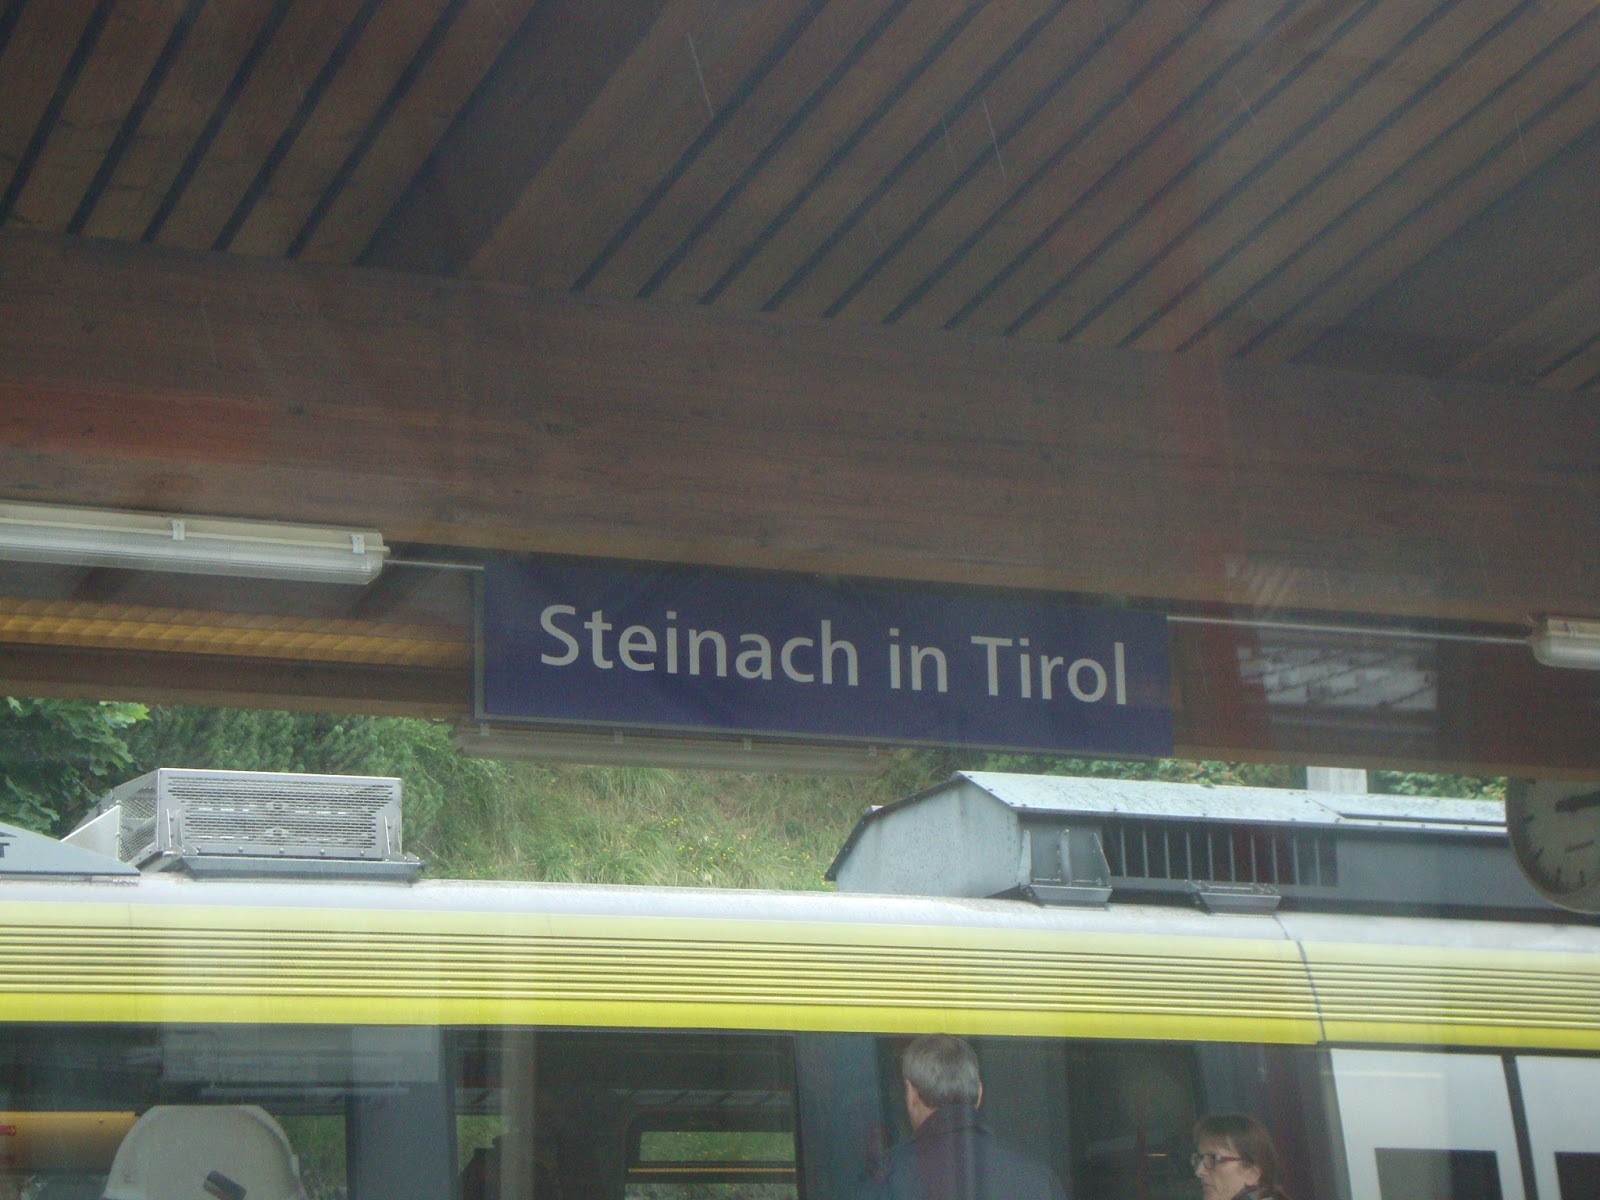 Steinach in Tirol